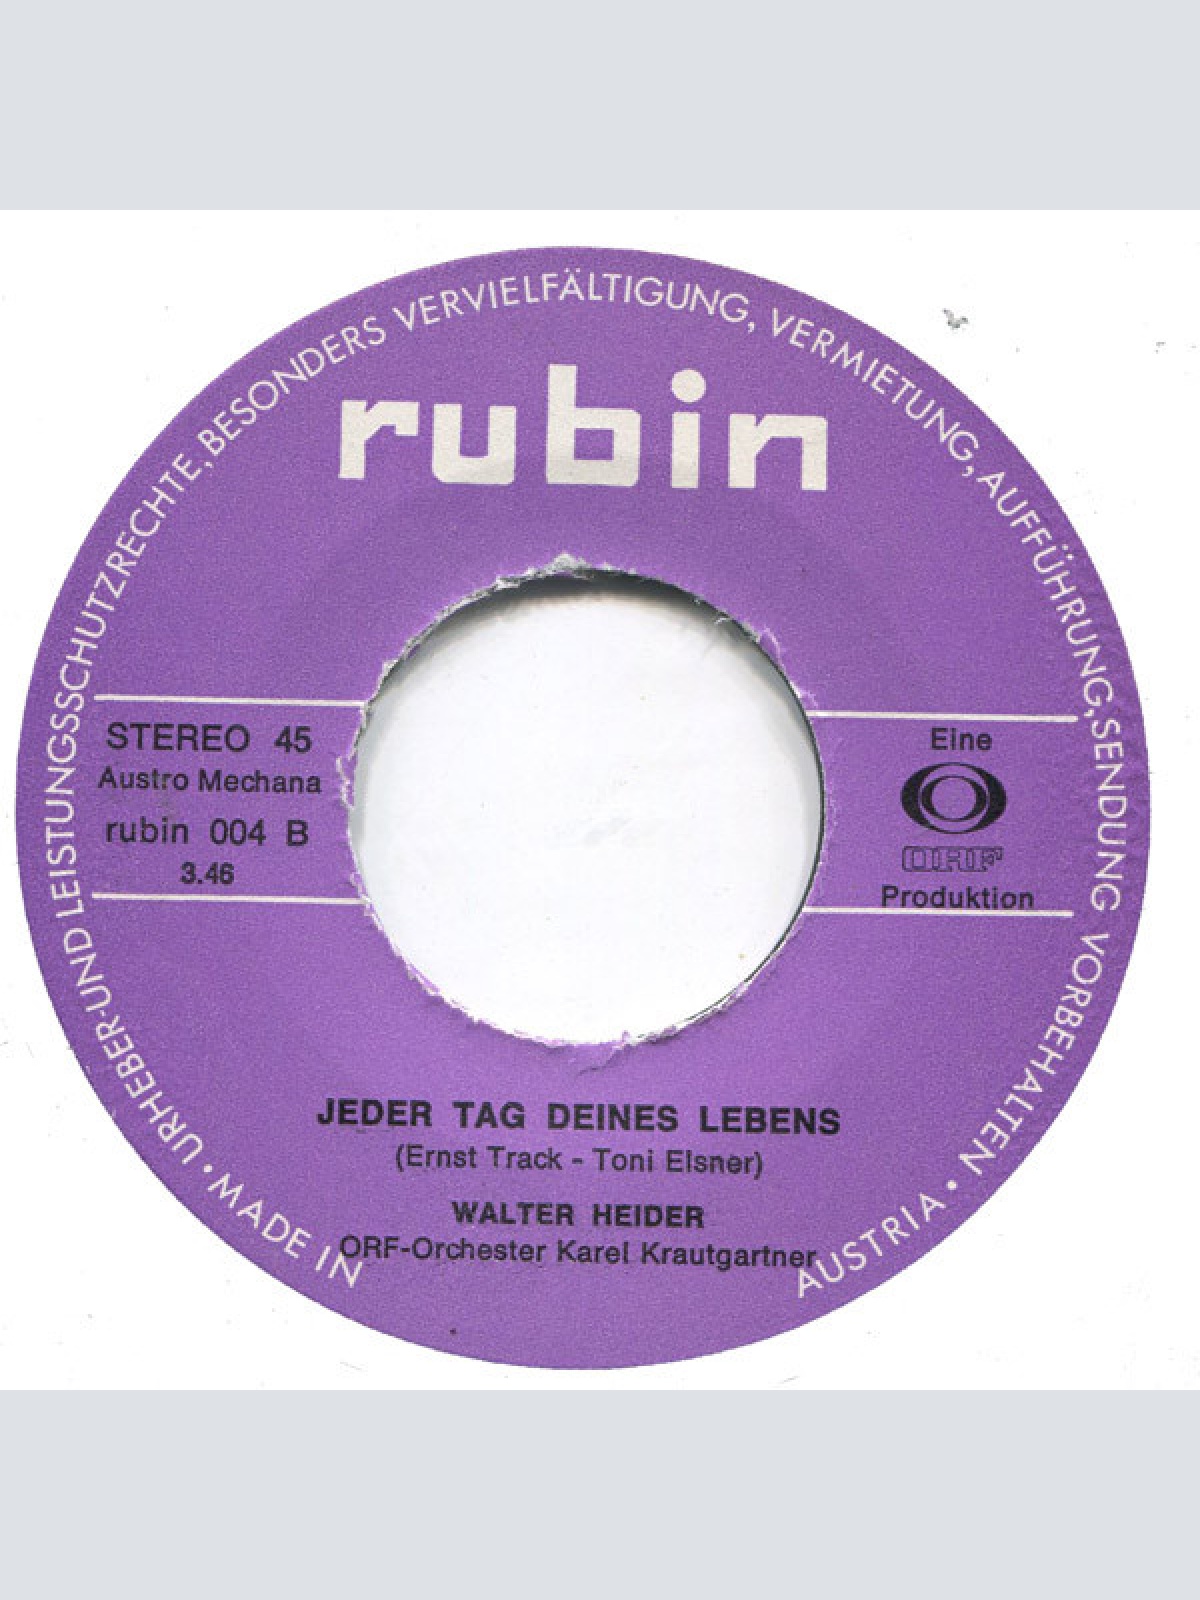 URHEBER-UND LEISTUNGSSCHUTZRECHTE, BESONDERS VERVIELFÄLTIGUNG, VERMIETUNG, AUFFÜHRUNG, SENDUNG VORBEHALTEN
rubin
STEREO 45
Austro Mechana
rubin 004 B
3.46
Eine
ORF
Produktion
JEDER TAG DEINES LEBENS
(Ernst Track - Toni Elsner)
WALTER HEIDER
ORF-Orchester Karel Krautgartner
• MADE IN AUSTRIA •